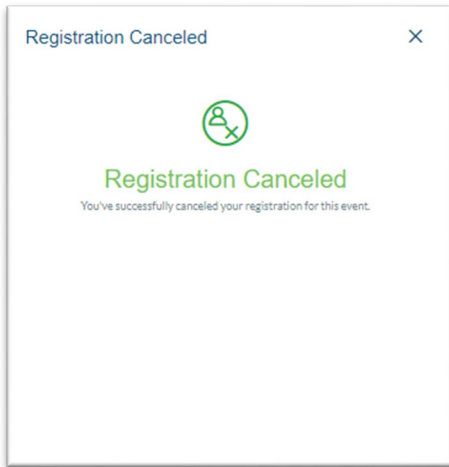 Registration Canceled
Registration Canceled
You've successfully canceled your registration for this event.